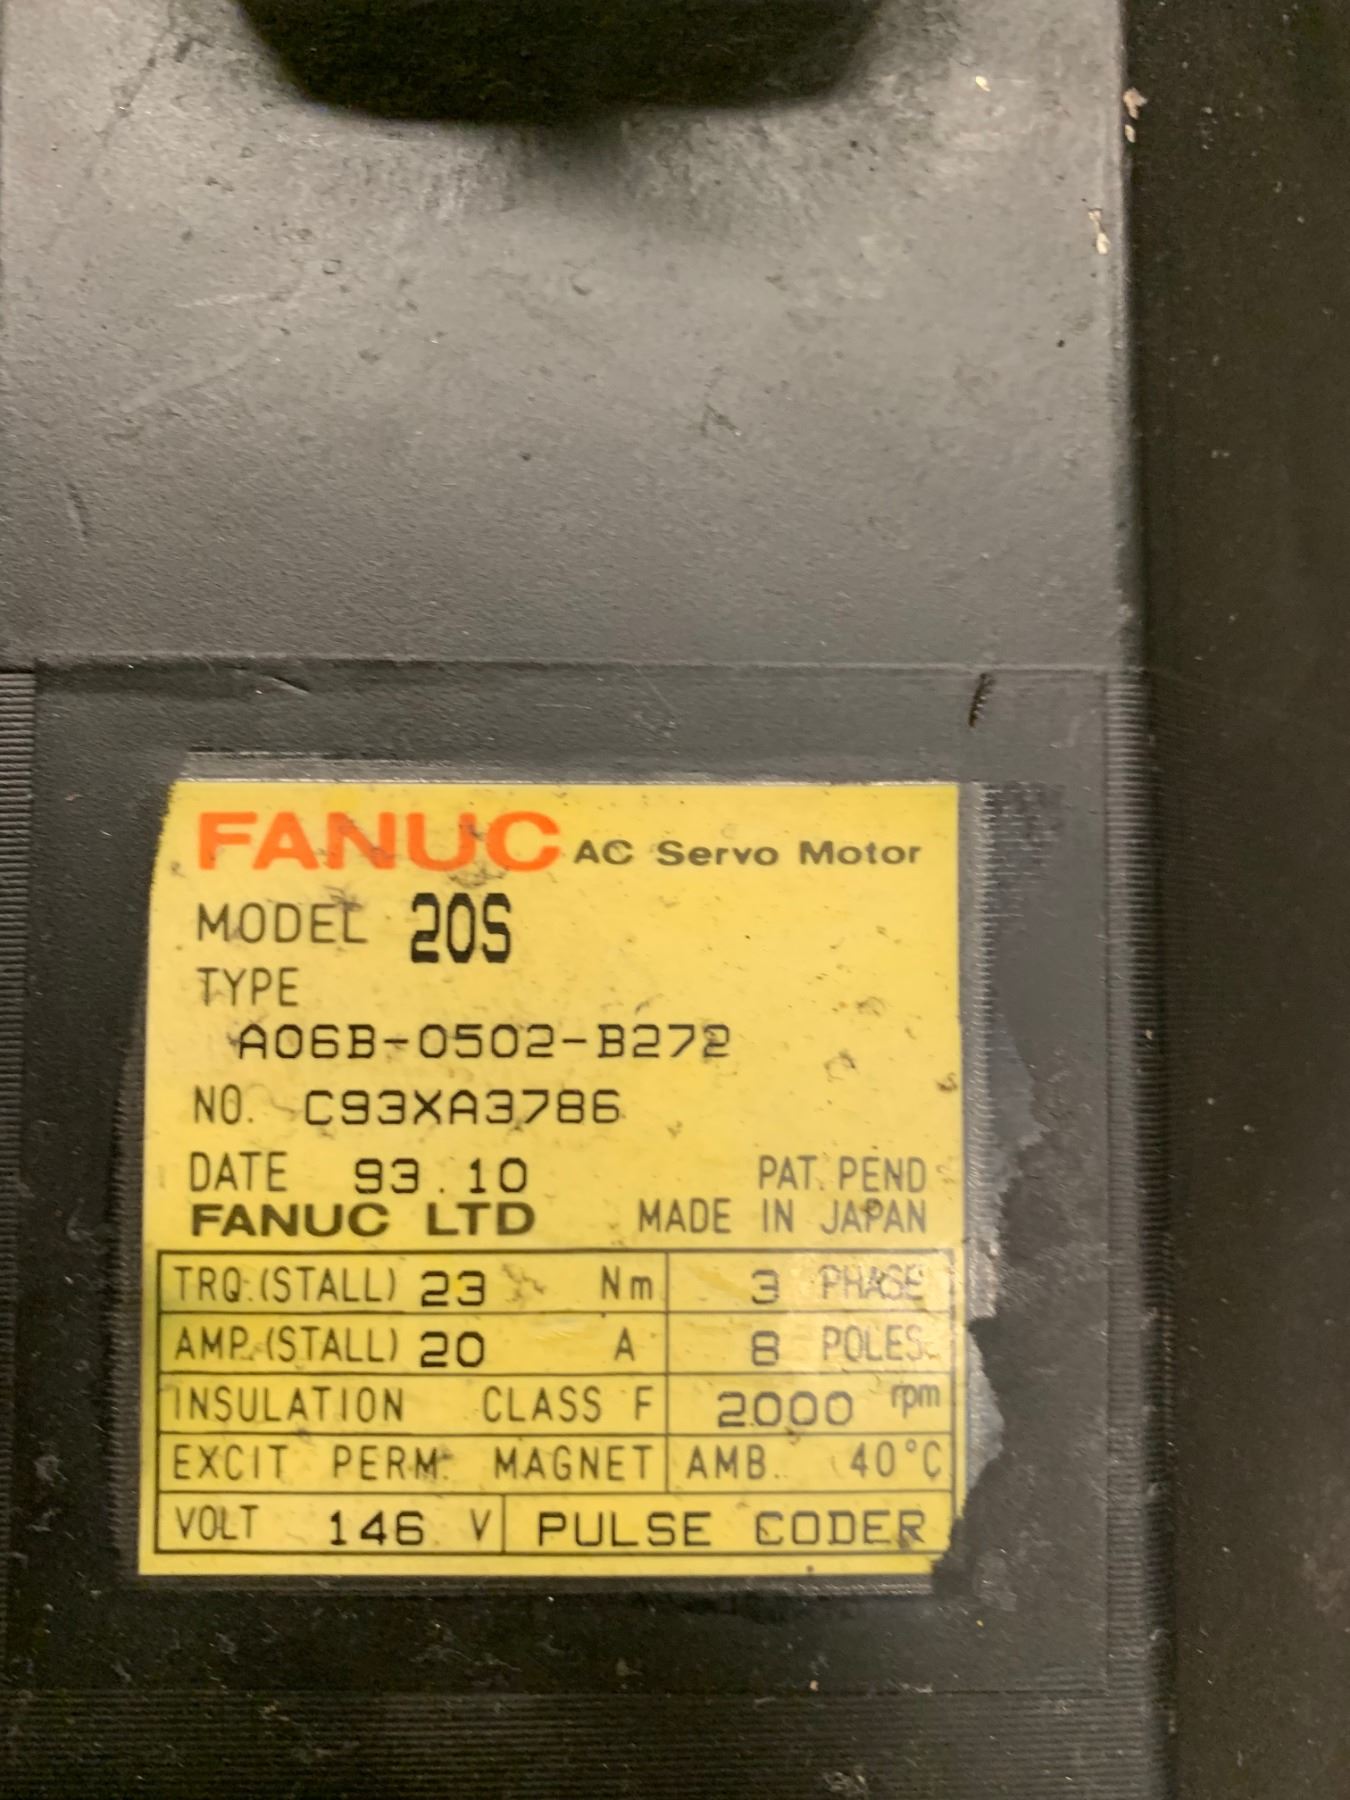 FANUC AC Servo Motor
MODEL 20S
TYPE
A06B-0502-B272
NO. C93XA3786
DATE 93.10 PAT. PEND
FANUC LTD MADE IN JAPAN
TRQ.(STALL) 23 Nm 3 PHASE
AMP.(STALL) 20 A 8 POLES
INSULATION CLASS F 2000 rpm
EXCIT PERM. MAGNET AMB. 40°C
VOLT 146 V PULSE CODER